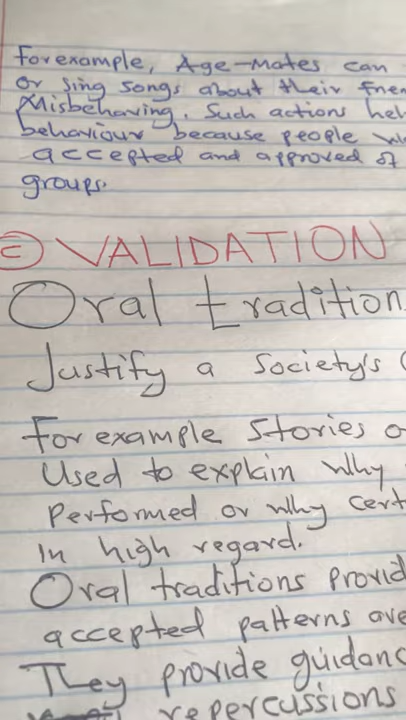 For example, Age-Mates can
or sing songs about their
Misbehaving. Such actions
behaviour because people
accepted and approved of
groups.
C VALIDATION
Oral tradition
Justify a Society's
For example Stories
Used to explain why
Performed or why
in high regard.
Oral traditions
accepted patterns
They provide
repercussions